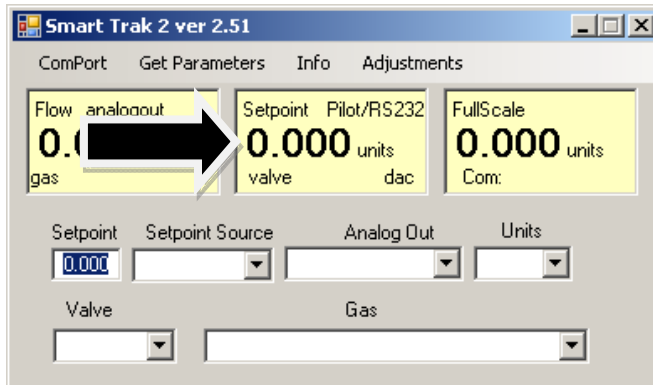 Smart Trak 2 ver 2.51
ComPort Get Parameters Info Adjustments
Flow analogout
gas
Setpoint Pilot/RS232
0.000 units
valve dac
FullScale
0.000 units
Com:
Setpoint Setpoint Source Analog Out Units
0.000
Valve Gas